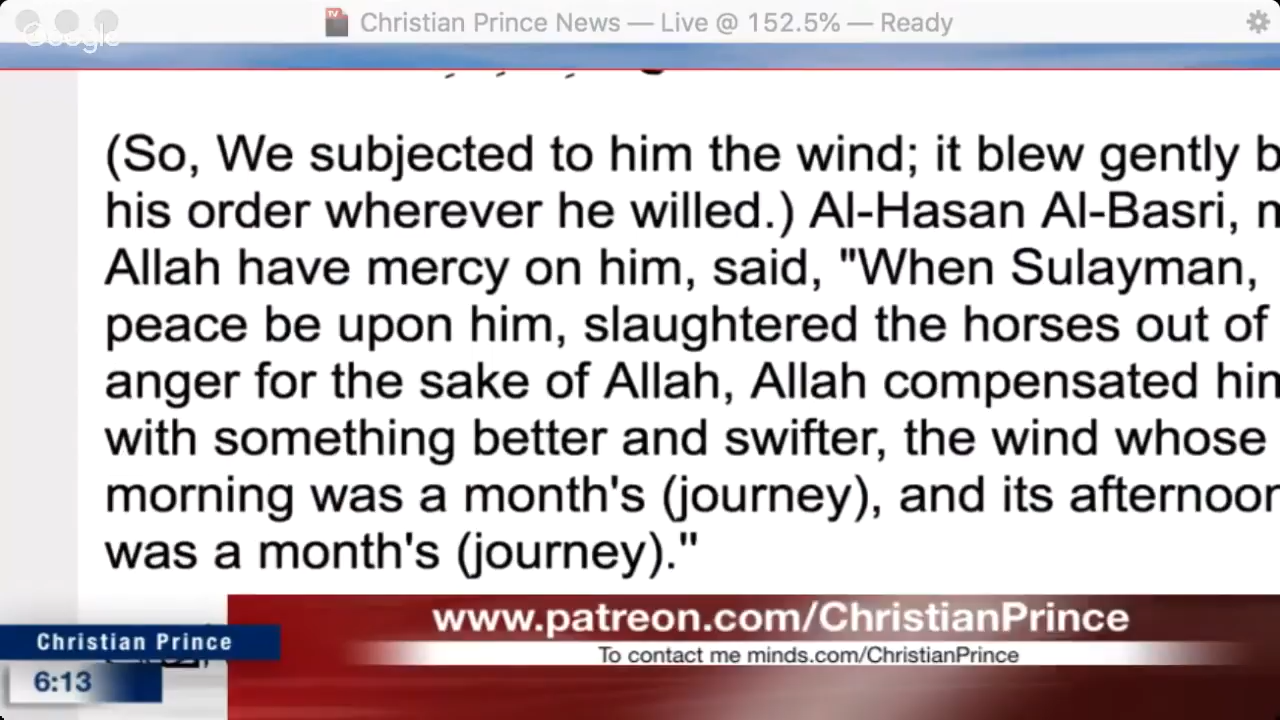 Christian Prince News — Live @ 152.5% — Ready
Google
(So, We subjected to him the wind; it blew gently b
his order wherever he willed.) Al-Hasan Al-Basri, m
Allah have mercy on him, said, "When Sulayman,
peace be upon him, slaughtered the horses out of
anger for the sake of Allah, Allah compensated him
with something better and swifter, the wind whose
morning was a month's (journey), and its afternoon
was a month's (journey)."
www.patreon.com/ChristianPrince
Christian Prince
To contact me minds.com/ChristianPrince
6:13